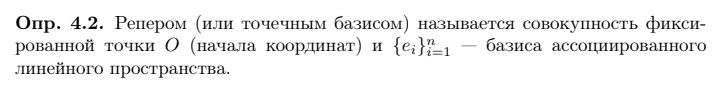 Опр. 4.2. Репером (или точечным базисом) называется совокупность фикси-
рованной точки O (начала координат) и {e_i}_{i=1}^n — базиса ассоциированного
линейного пространства.